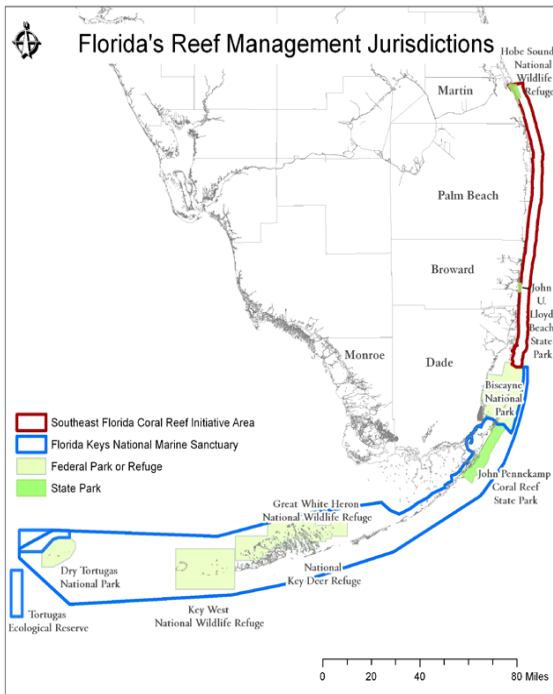 Florida's Reef Management Jurisdictions
Hobe Sound
National
Wildlife
Refuge
Martin
Palm Beach
Broward
John
U.
Lloyd
Beach
State
Park
Monroe
Dade
Biscayne
National
Park
Southeast Florida Coral Reef Initiative Area
Florida Keys National Marine Sanctuary
Federal Park or Refuge
State Park
John Pennekamp
Coral Reef
State Park
Great White Heron
National Wildlife Refuge
Dry Tortugas
National Park
National
Key Deer Refuge
Key West
National Wildlife Refuge
Tortugas
Ecological Reserve
0 20 40 60 80 Miles